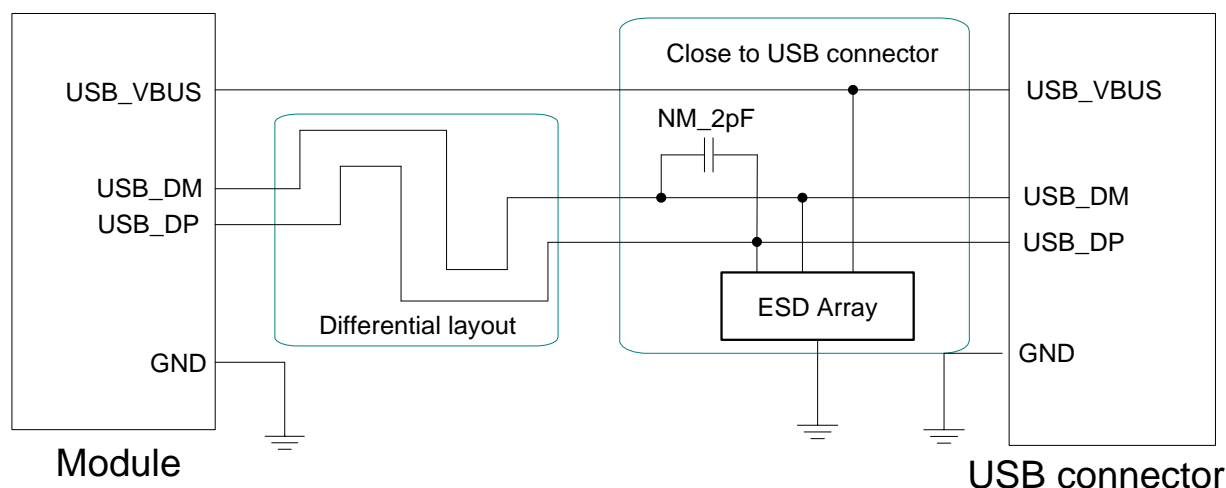 Close to USB connector
USB_VBUS
USB_VBUS
NM_2pF
USB_DM
USB_DM
USB_DP
USB_DP
ESD Array
Differential layout
GND
GND
Module
USB connector